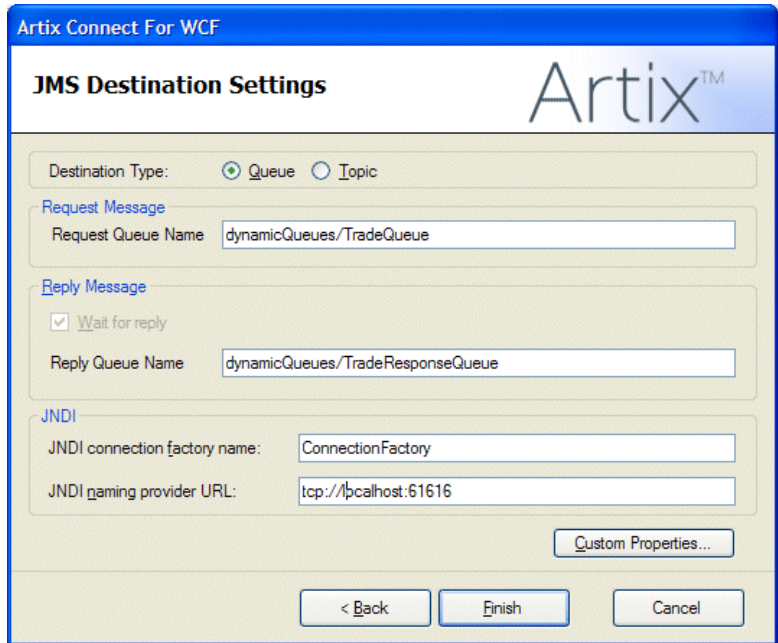 Artix Connect For WCF
JMS Destination Settings
Artix™
Destination Type: Queue Topic
Request Message
Request Queue Name dynamicQueues/TradeQueue
Reply Message
Wait for reply
Reply Queue Name dynamicQueues/TradeResponseQueue
JNDI
JNDI connection factory name: ConnectionFactory
JNDI naming provider URL: tcp://localhost:61616
Custom Properties...
< Back Finish Cancel